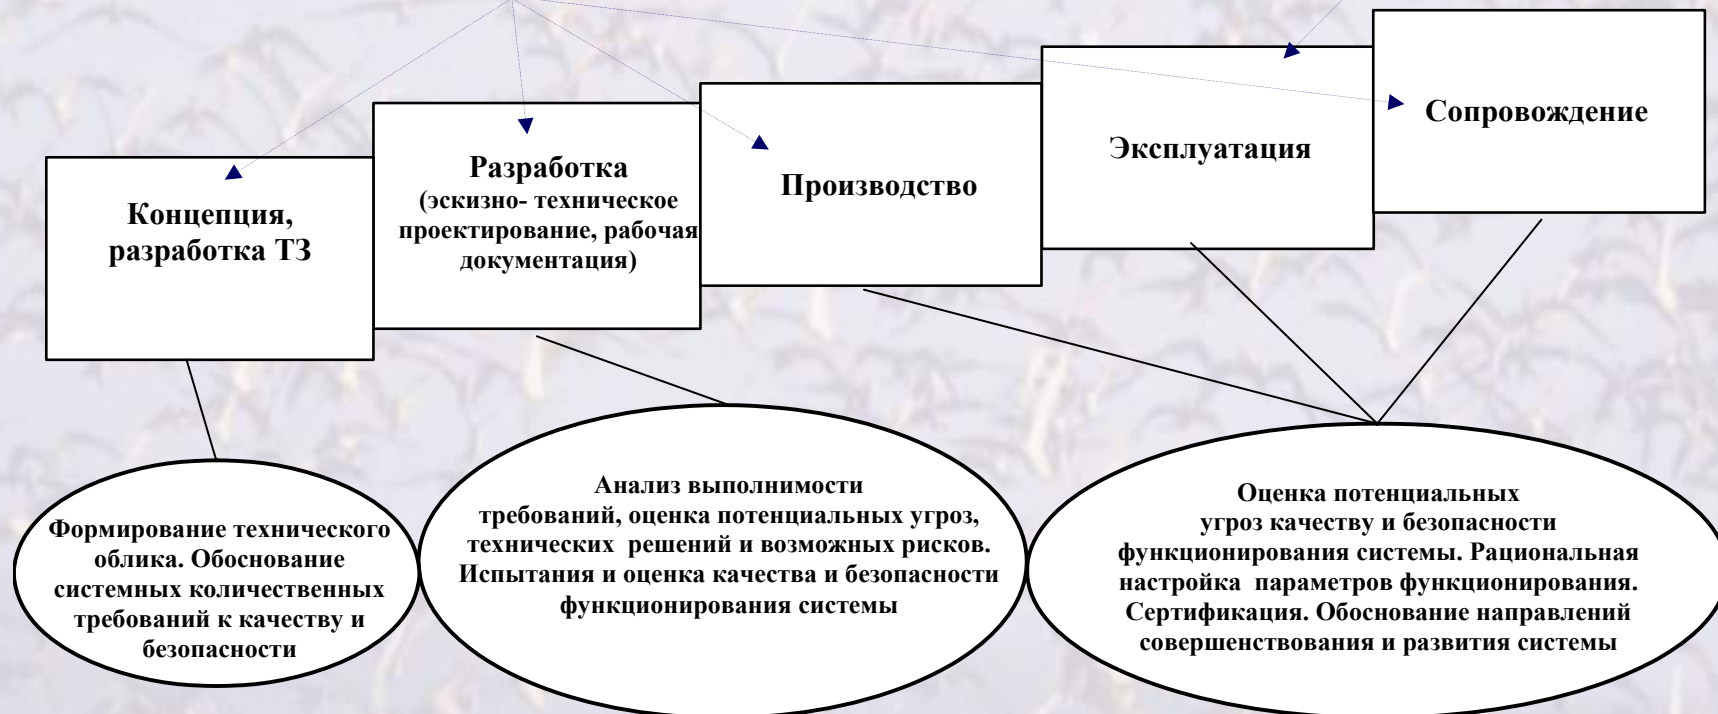 Концепция,
разработка ТЗ
Разработка
(эскизно- техническое
проектирование, рабочая
документация)
Производство
Эксплуатация
Сопровождение
Формирование технического
облика. Обоснование
системных количественных
требований к качеству и
безопасности
Анализ выполнимости
требований, оценка потенциальных угроз,
технических решений и возможных рисков.
Испытания и оценка качества и безопасности
функционирования системы
Оценка потенциальных
угроз качеству и безопасности
функционирования системы. Рациональная
настройка параметров функционирования.
Сертификация. Обоснование направлений
совершенствования и развития системы